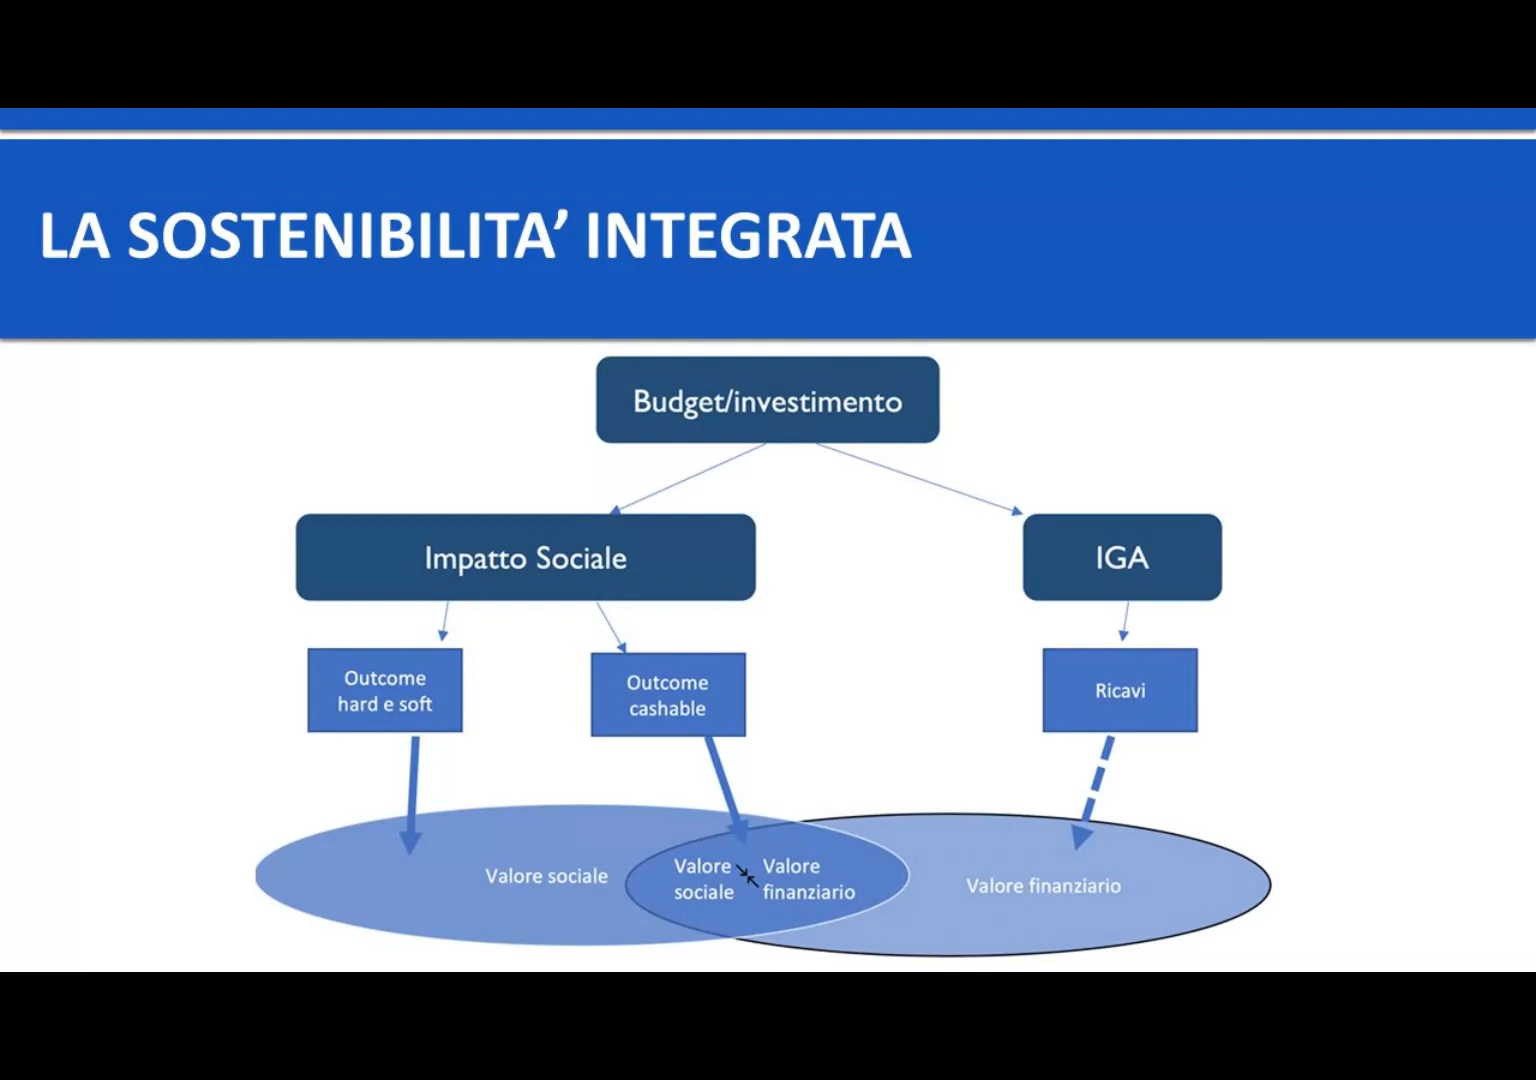 LA SOSTENIBILITA’ INTEGRATA
Budget/investimento
Impatto Sociale
IGA
Outcome
hard e soft
Outcome
cashable
Ricavi
Valore sociale
Valore
sociale
Valore
finanziario
Valore finanziario